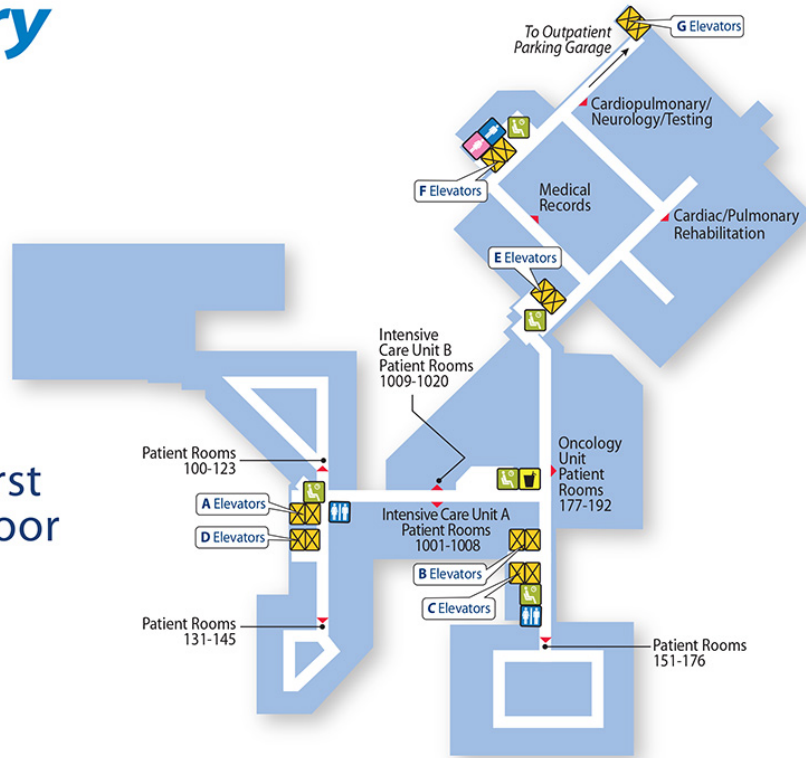 ry
To Outpatient
Parking Garage
G Elevators
Cardiopulmonary/
Neurology/Testing
F Elevators
Medical
Records
Cardiac/Pulmonary
Rehabilitation
E Elevators
Intensive
Care Unit B
Patient Rooms
1009-1020
Patient Rooms
100-123
Oncology
Unit
Patient
Rooms
177-192
rst
oor
A Elevators
D Elevators
Intensive Care Unit A
Patient Rooms
1001-1008
B Elevators
C Elevators
Patient Rooms
131-145
Patient Rooms
151-176